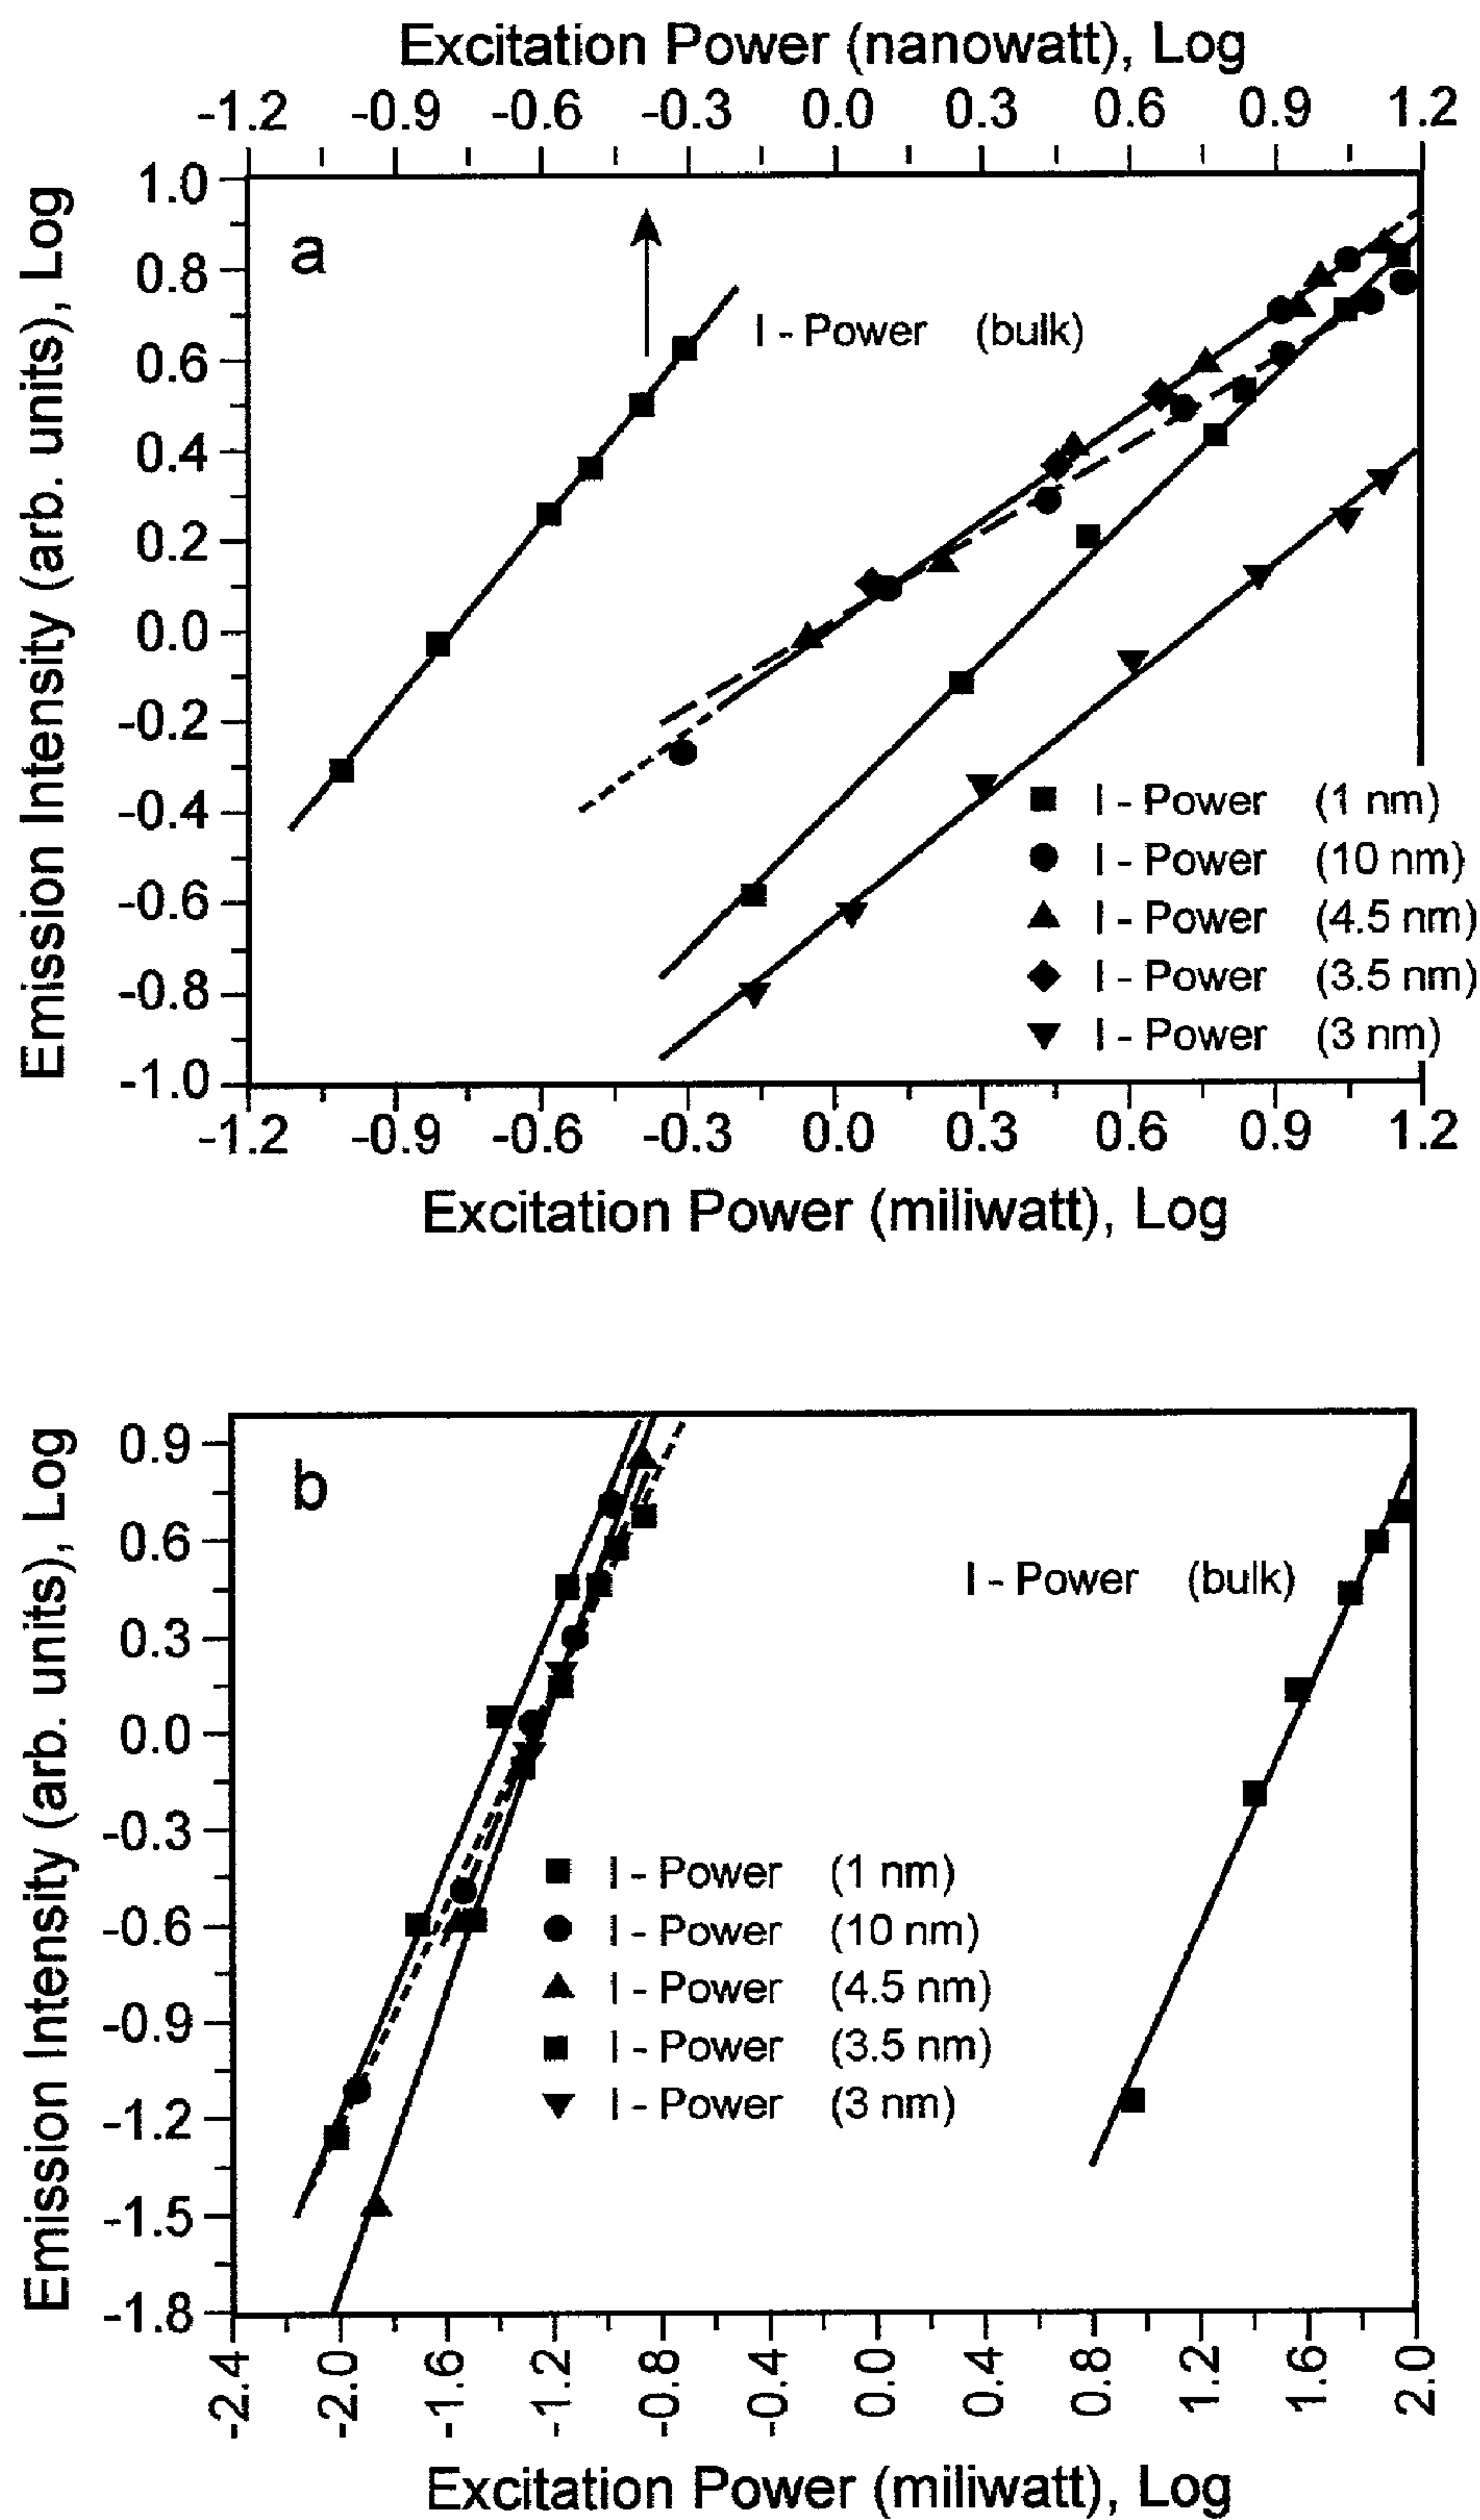 Excitation Power (nanowatt), Log
-1.2 -0.9 -0.6 -0.3 0.0 0.3 0.6 0.9 1.2
Emission Intensity (arb. units), Log
1.0
0.8
0.6
0.4
0.2
0.0
-0.2
-0.4
-0.6
-0.8
-1.0
a
I - Power (bulk)
I - Power (1 nm)
I - Power (10 nm)
I - Power (4.5 nm)
I - Power (3.5 nm)
I - Power (3 nm)
-1.2 -0.9 -0.6 -0.3 0.0 0.3 0.6 0.9 1.2
Excitation Power (miliwatt), Log
Emission Intensity (arb. units), Log
0.9
0.6
0.3
0.0
-0.3
-0.6
-0.9
-1.2
-1.5
-1.8
b
I - Power (bulk)
I - Power (1 nm)
I - Power (10 nm)
I - Power (4.5 nm)
I - Power (3.5 nm)
I - Power (3 nm)
-2.4 -2.0 -1.6 -1.2 -0.8 -0.4 0.0 0.4 0.8 1.2 1.6 2.0
Excitation Power (miliwatt), Log